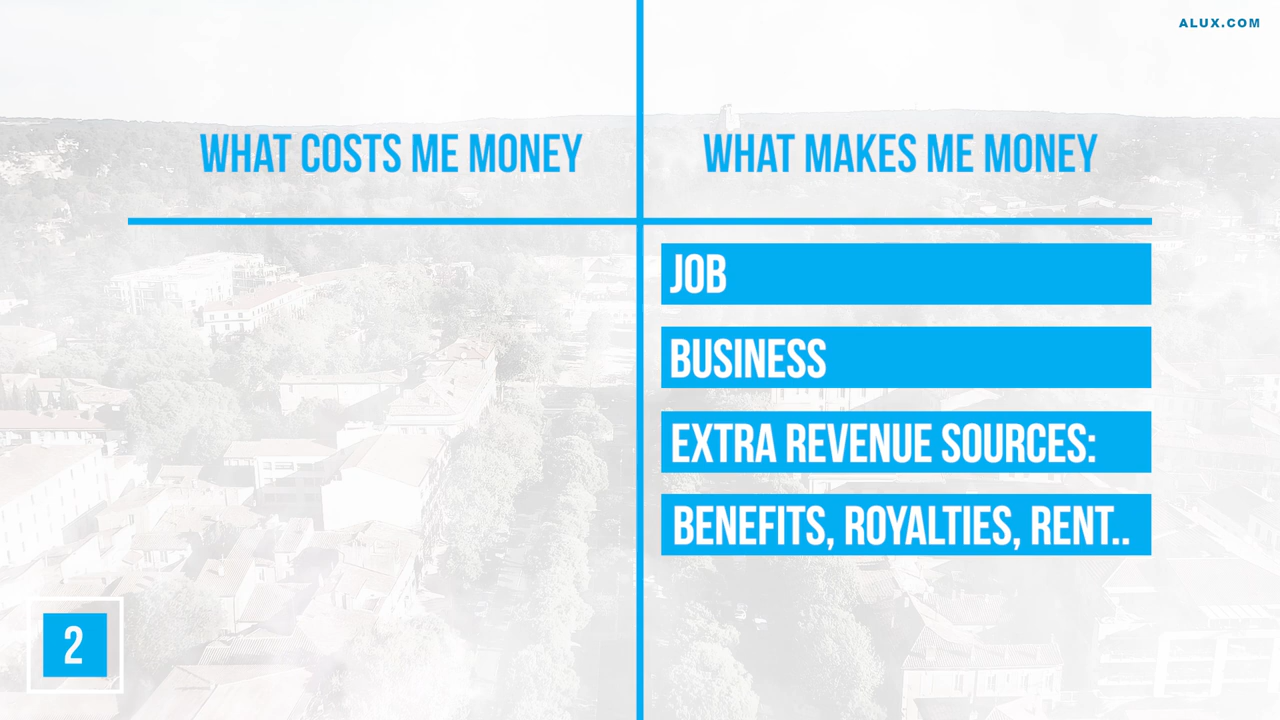 ALUX.COM
WHAT COSTS ME MONEY
WHAT MAKES ME MONEY
JOB
BUSINESS
EXTRA REVENUE SOURCES:
BENEFITS, ROYALTIES, RENT..
2